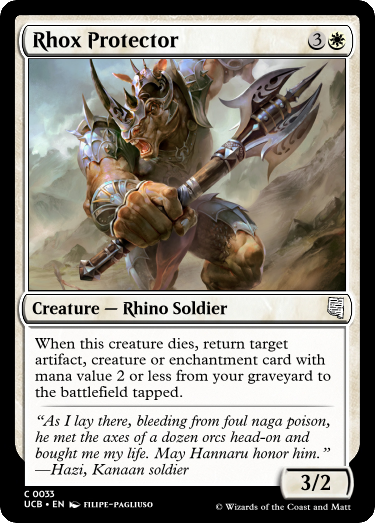 Rhox Protector 3
Creature — Rhino Soldier
When this creature dies, return target
artifact, creature or enchantment card with
mana value 2 or less from your graveyard to
the battlefield tapped.
“As I lay there, bleeding from foul naga poison,
he met the axes of a dozen orcs head-on and
bought me my life. May Hannaru honor him.”
—Hazi, Kanaan soldier
3/2
C 0033
UCB • EN FILIPE-PAGLIUSO
© Wizards of the Coast and Matt